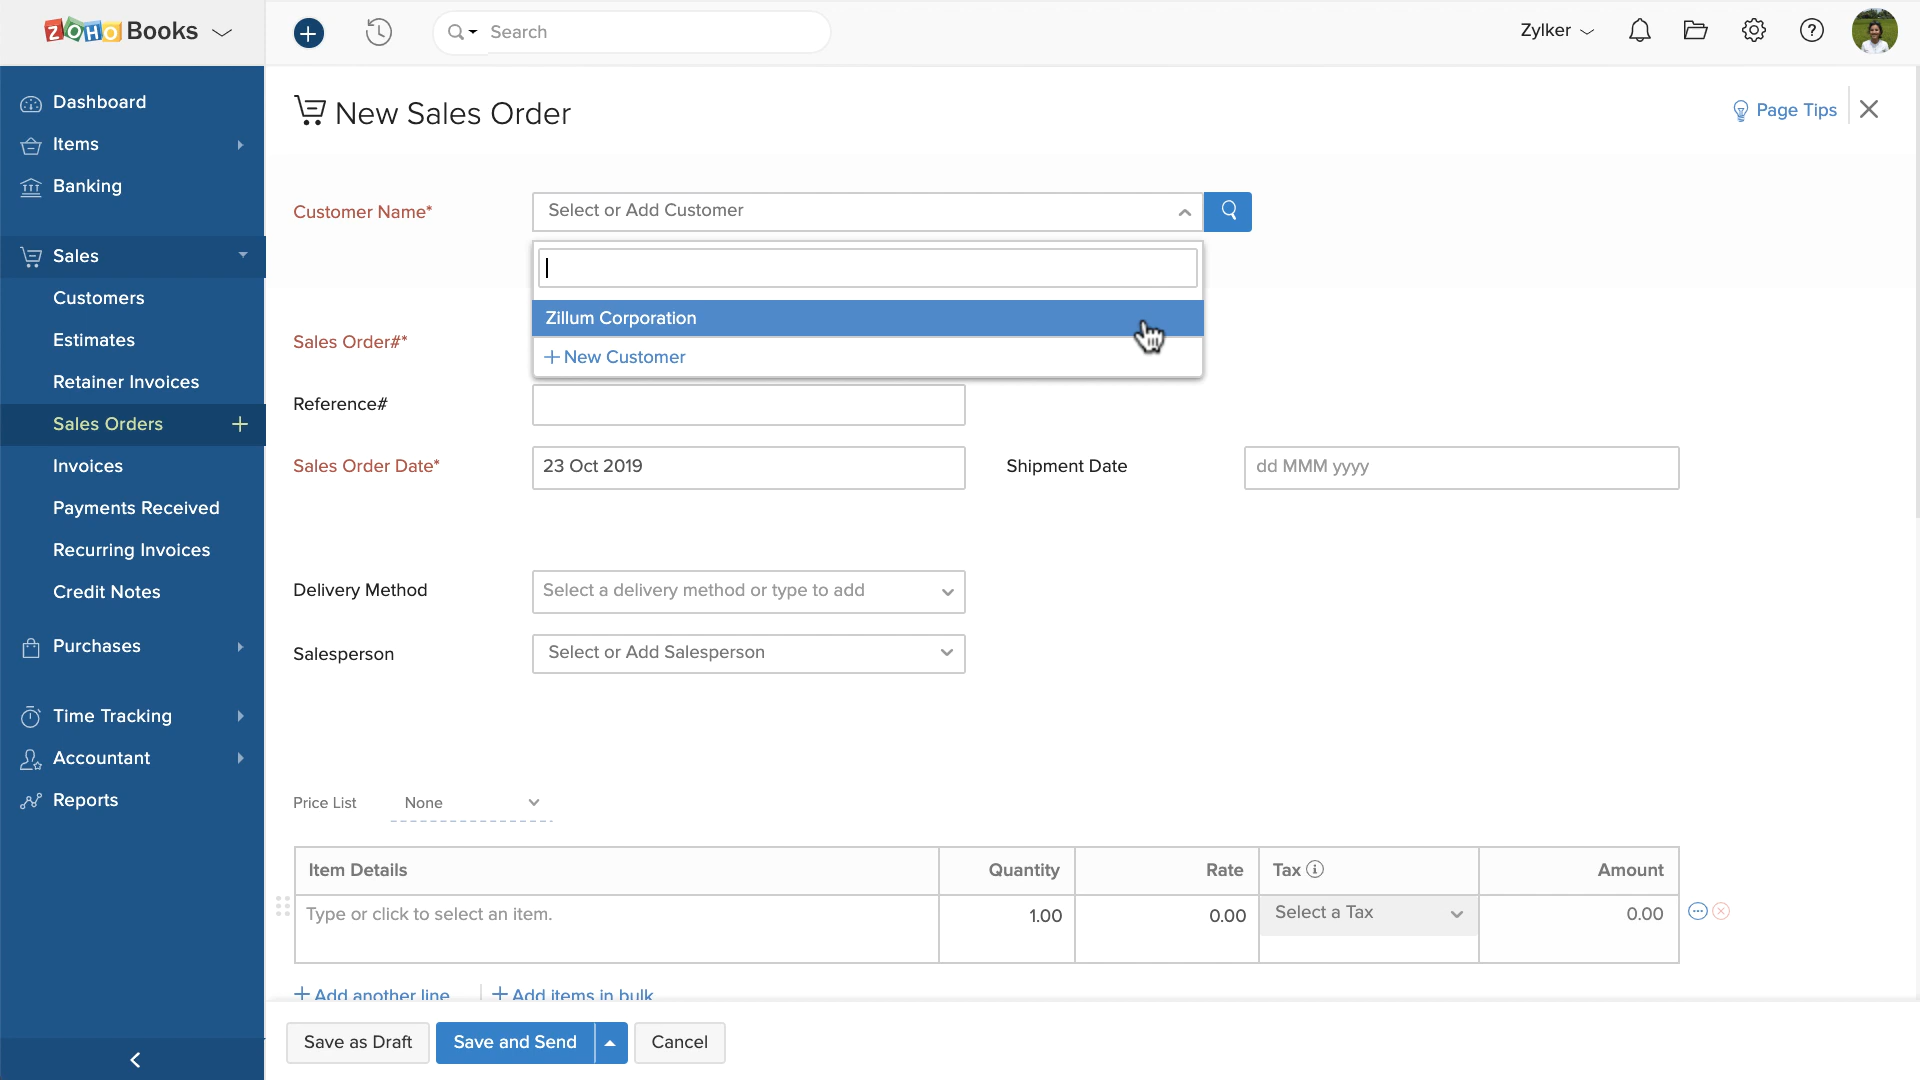 ZOHO Books
Search
Zylker
Dashboard
Items
Banking
Sales
Customers
Estimates
Retainer Invoices
Sales Orders
Invoices
Payments Received
Recurring Invoices
Credit Notes
Purchases
Time Tracking
Accountant
Reports
New Sales Order
Page Tips
Customer Name*
Select or Add Customer
Zillum Corporation
+ New Customer
Sales Order#*
Reference#
Sales Order Date*
23 Oct 2019
Shipment Date
dd MMM yyyy
Delivery Method
Select a delivery method or type to add
Salesperson
Select or Add Salesperson
Price List
None
Item Details Quantity Rate Tax Amount
Type or click to select an item. 1.00 0.00 Select a Tax 0.00
+ Add another line + Add items in bulk
Save as Draft
Save and Send
Cancel